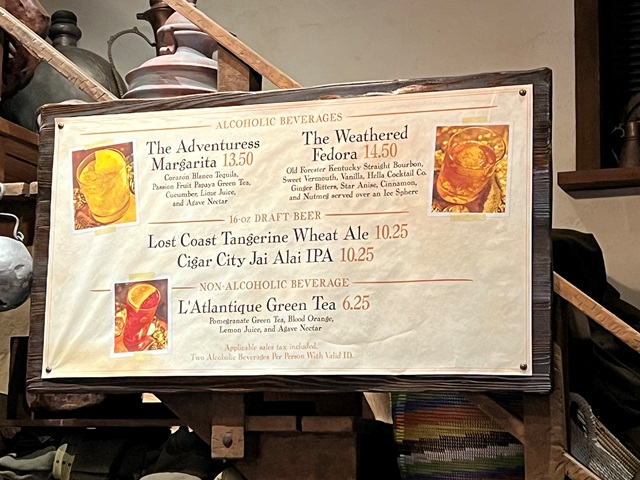 ALCOHOLIC BEVERAGES
The Adventuress
Margarita 13.50
Corazón Blanco Tequila,
Passion Fruit Papaya Green Tea,
Cucumber, Lime Juice,
and Agave Nectar
The Weathered
Fedora 14.50
Old Forester Kentucky Straight Bourbon,
Sweet Vermouth, Vanilla, Hella Cocktail Co.
Ginger Bitters, Star Anise, Cinnamon,
and Nutmeg served over an Ice Sphere
16-OZ DRAFT BEER
Lost Coast Tangerine Wheat Ale 10.25
Cigar City Jai Alai IPA 10.25
NON-ALCOHOLIC BEVERAGE
L'Atlantique Green Tea 6.25
Pomegranate Green Tea, Blood Orange,
Lemon Juice, and Agave Nectar
Applicable sales tax included.
Two Alcoholic Beverages Per Person With Valid ID.